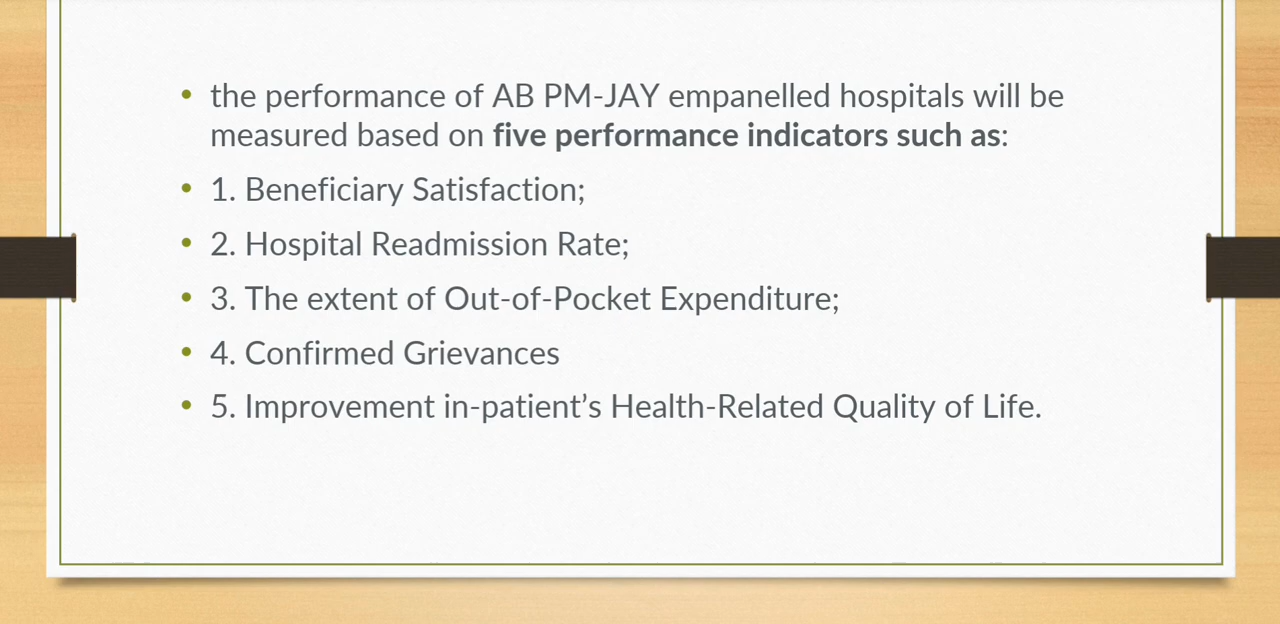 • the performance of AB PM-JAY empanelled hospitals will be
measured based on five performance indicators such as:
• 1. Beneficiary Satisfaction;
• 2. Hospital Readmission Rate;
• 3. The extent of Out-of-Pocket Expenditure;
• 4. Confirmed Grievances
• 5. Improvement in-patient’s Health-Related Quality of Life.